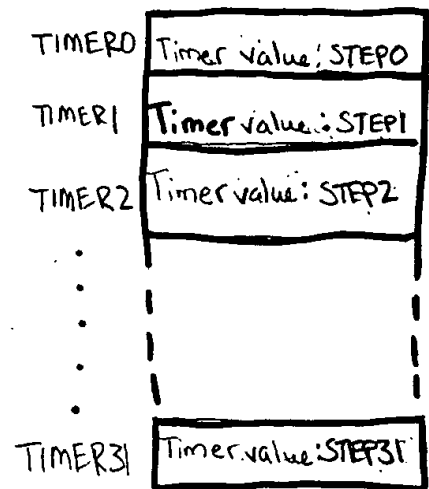 TIMER0 Timer value: STEP0
TIMER1 Timer value: STEP1
TIMER2 Timer value: STEP2
TIMER31 Timer value: STEP31